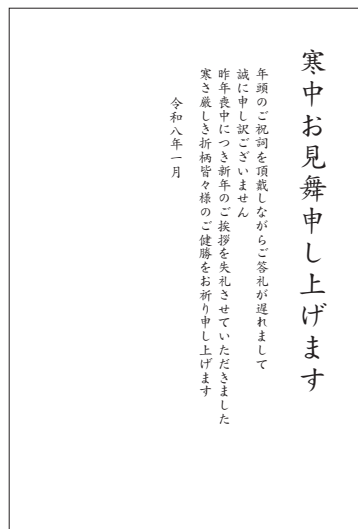 寒中お見舞申し上げます
年頭のご祝詞を頂戴しながらご答礼が遅れまして
誠に申し訳ございません
昨年喪中につき新年のご挨拶を失礼させていただきました
寒さ厳しき折柄皆々様のご健勝をお祈り申し上げます
令和八年一月